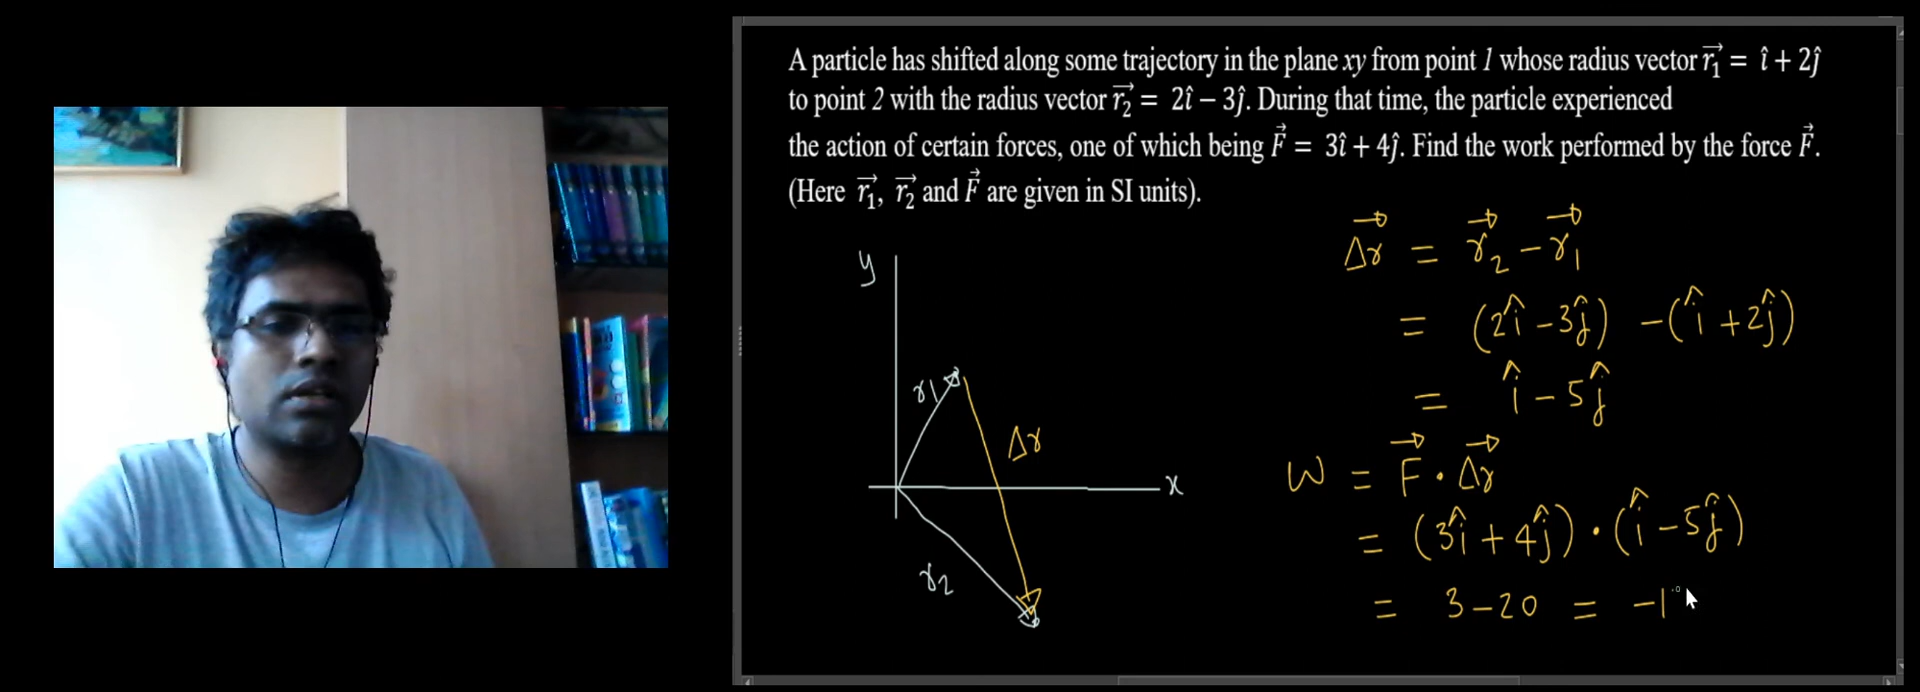 A particle has shifted along some trajectory in the plane xy from point 1 whose radius vector r⃗₁ = î + 2ĵ
to point 2 with the radius vector r⃗₂ = 2î − 3ĵ. During that time, the particle experienced
the action of certain forces, one of which being F⃗ = 3î + 4ĵ. Find the work performed by the force F⃗.
(Here r⃗₁, r⃗₂ and F⃗ are given in SI units).
y
r1
Δr
x
r2
Δr⃗ = r⃗₂ − r⃗₁
= (2î − 3ĵ) − (î + 2ĵ)
= î − 5ĵ
W = F⃗ · Δr⃗
= (3î + 4ĵ) · (î − 5ĵ)
= 3 − 20 = −1